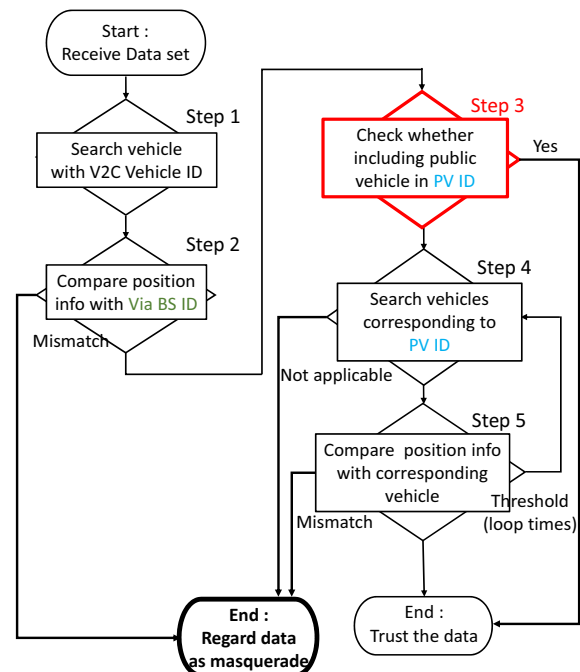 Start :
Receive Data set
Step 1
Search vehicle
with V2C Vehicle ID
Step 2
Compare position
info with Via BS ID
Mismatch
Step 3
Check whether
including public
vehicle in PV ID
Yes
Step 4
Search vehicles
corresponding to
PV ID
Not applicable
Step 5
Compare position info
with corresponding
vehicle
Mismatch
Threshold
(loop times)
End :
Regard data
as masquerade
End :
Trust the data